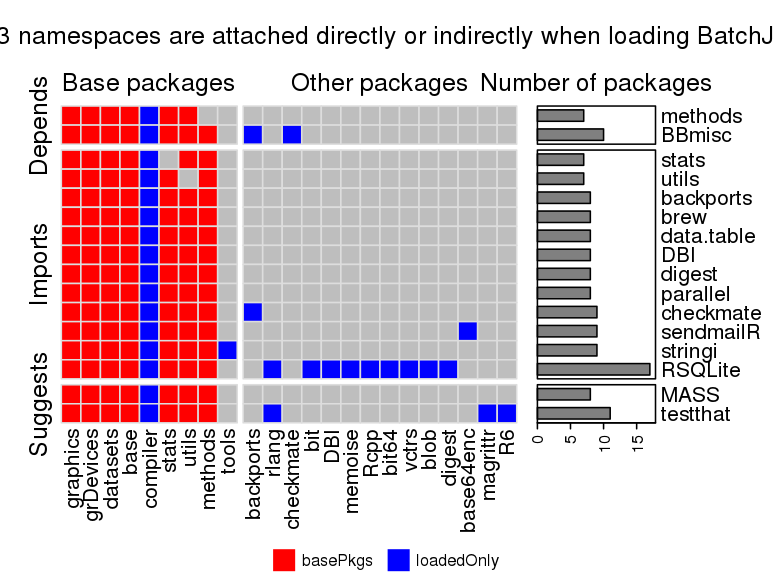 3 namespaces are attached directly or indirectly when loading BatchJ
Base packages
Other packages
Number of packages
Depends
Imports
Suggests
methods
BBmisc
stats
utils
backports
brew
data.table
DBI
digest
parallel
checkmate
sendmailR
stringi
RSQLite
MASS
testthat
graphics
grDevices
datasets
base
compiler
stats
utils
methods
tools
backports
rlang
checkmate
bit
DBI
memoise
Rcpp
bit64
vctrs
blob
digest
base64enc
magrittr
R6
0
5
10
15
basePkgs
loadedOnly